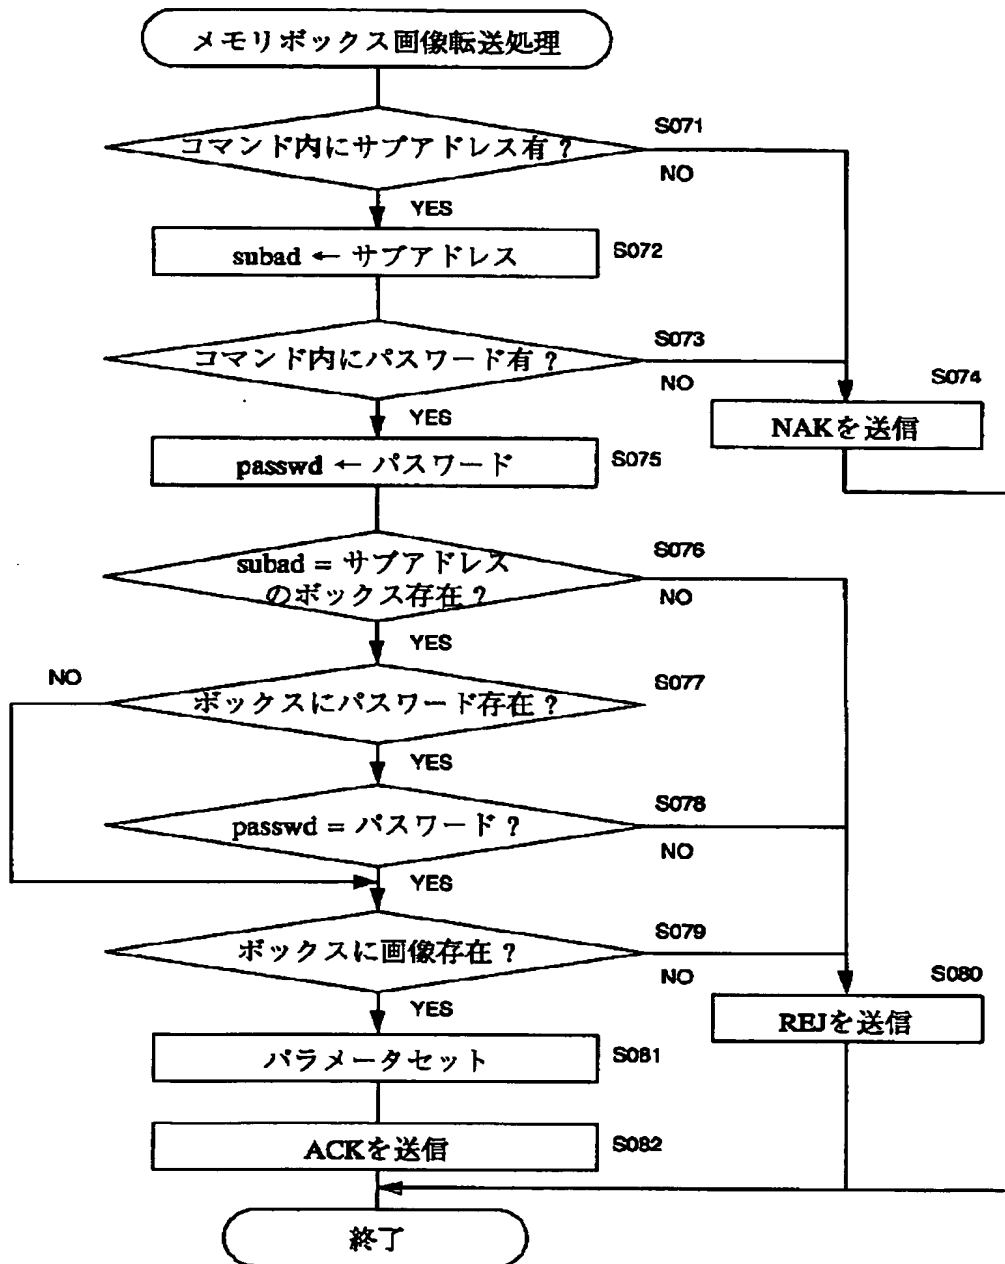 メモリボックス画像転送処理
コマンド内にサブアドレス有？
S071
NO
YES
subad ← サブアドレス
S072
コマンド内にパスワード有？
S073
NO
YES
S074
NAKを送信
passwd ← パスワード
S075
subad = サブアドレス
のボックス存在？
S076
NO
YES
NO
ボックスにパスワード存在？
S077
YES
passwd = パスワード？
S078
NO
YES
ボックスに画像存在？
S079
NO
YES
S080
REJを送信
パラメータセット
S081
ACKを送信
S082
終了